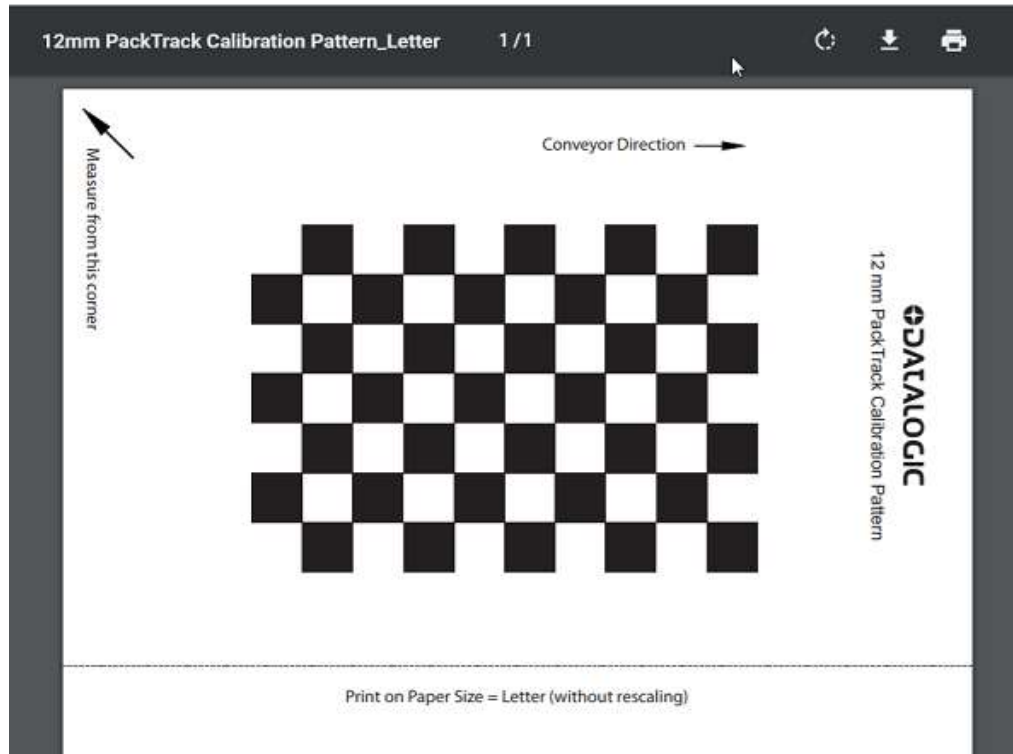 12mm PackTrack Calibration Pattern_Letter
1 / 1
Conveyor Direction
Measure from this corner
DATALOGIC
12 mm PackTrack Calibration Pattern
Print on Paper Size = Letter (without rescaling)